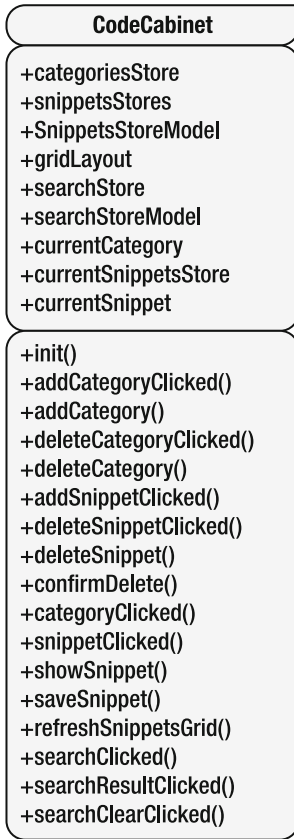 CodeCabinet
+categoriesStore
+snippetsStores
+SnippetsStoreModel
+gridLayout
+searchStore
+searchStoreModel
+currentCategory
+currentSnippetsStore
+currentSnippet
+init()
+addCategoryClicked()
+addCategory()
+deleteCategoryClicked()
+deleteCategory()
+addSnippetClicked()
+deleteSnippetClicked()
+deleteSnippet()
+confirmDelete()
+categoryClicked()
+snippetClicked()
+showSnippet()
+saveSnippet()
+refreshSnippetsGrid()
+searchClicked()
+searchResultClicked()
+searchClearClicked()